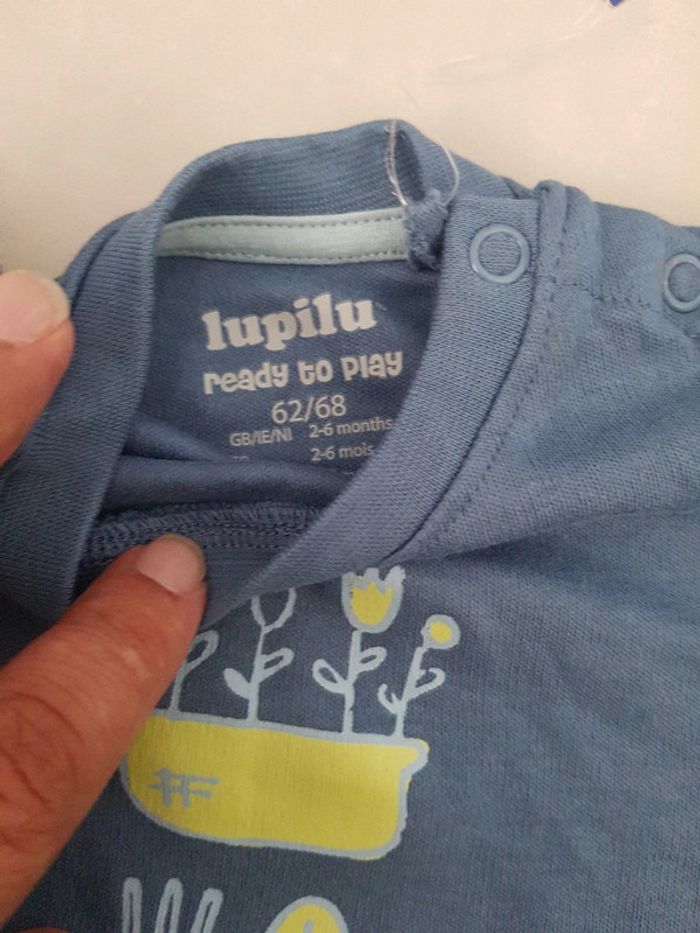 lupilu
ready to play
62/68
GB/IE/NI 2-6 months
2-6 mois